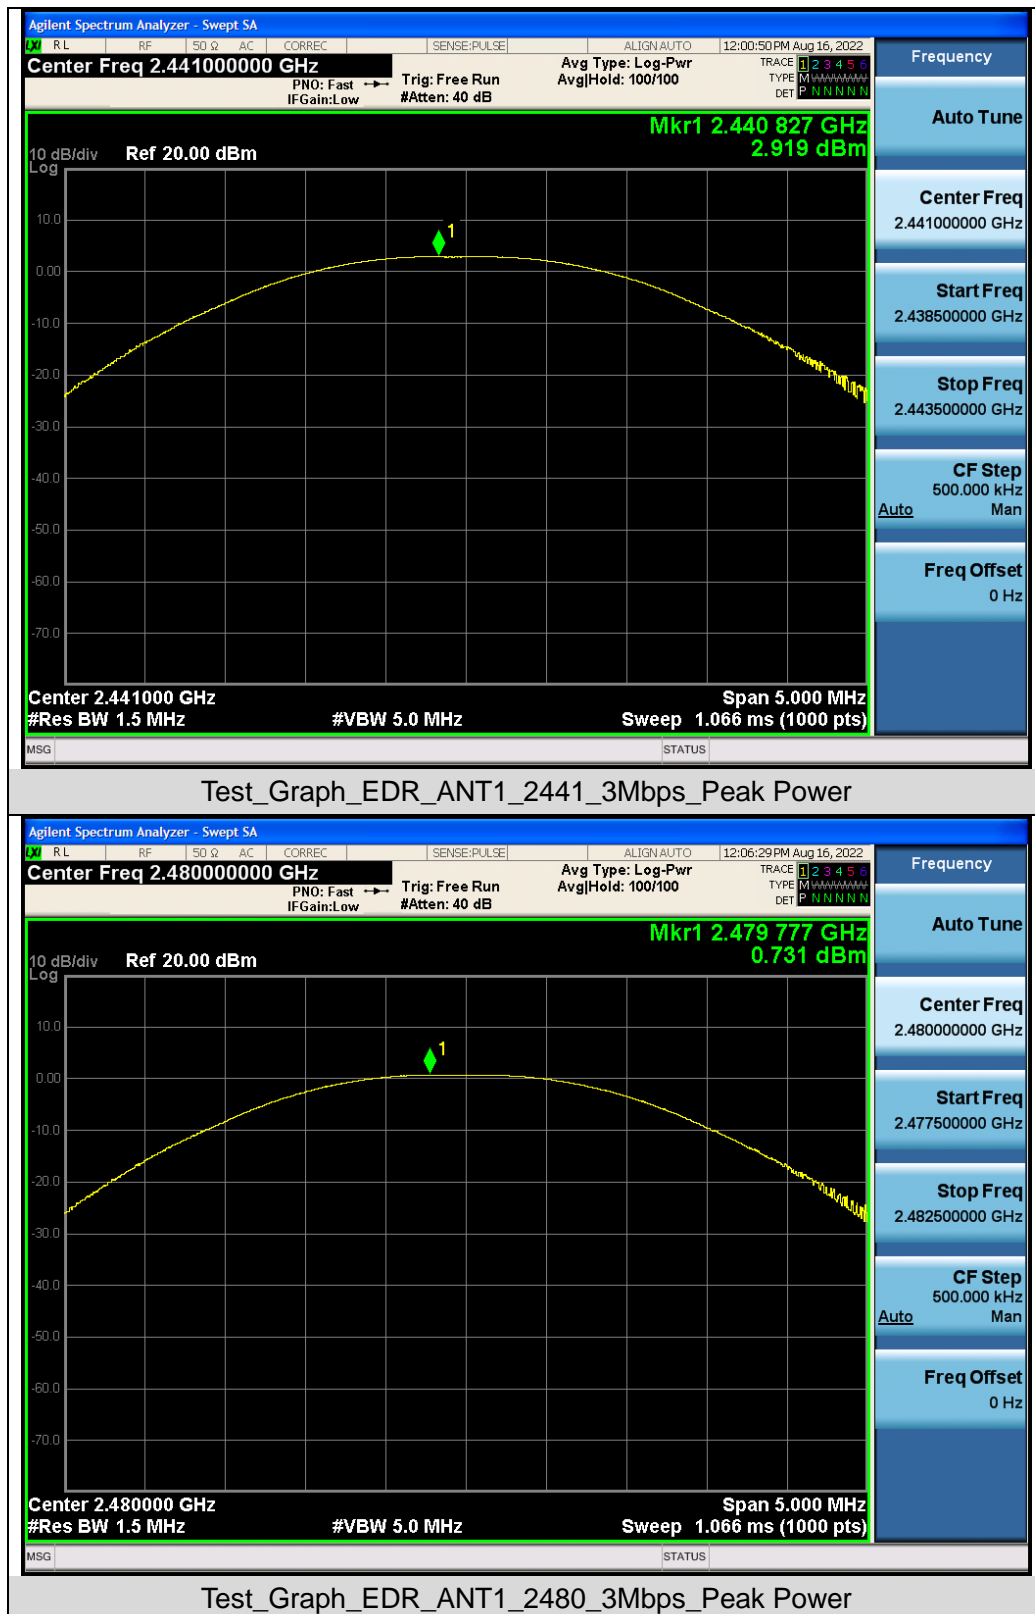 Agilent Spectrum Analyzer - Swept SA
LXI RL RF 50 Ω AC CORREC SENSE:PULSE ALIGN AUTO 12:00:50 PM Aug 16, 2022
Center Freq 2.441000000 GHz
PNO: Fast
IFGain:Low
Trig: Free Run
#Atten: 40 dB
Avg Type: Log-Pwr
Avg|Hold: 100/100
TRACE 1 2 3 4 5 6
TYPE M
DET P N N N N N
Frequency
Auto Tune
Center Freq
2.441000000 GHz
Start Freq
2.438500000 GHz
Stop Freq
2.443500000 GHz
CF Step
500.000 kHz
Auto Man
Freq Offset
0 Hz
Mkr1 2.440 827 GHz
2.919 dBm
10 dB/div Ref 20.00 dBm
Log
10.0
1
0.00
-10.0
-20.0
-30.0
-40.0
-50.0
-60.0
-70.0
Center 2.441000 GHz Span 5.000 MHz
#Res BW 1.5 MHz #VBW 5.0 MHz Sweep 1.066 ms (1000 pts)
MSG STATUS
Test_Graph_EDR_ANT1_2441_3Mbps_Peak Power
Agilent Spectrum Analyzer - Swept SA
LXI RL RF 50 Ω AC CORREC SENSE:PULSE ALIGN AUTO 12:06:29 PM Aug 16, 2022
Center Freq 2.480000000 GHz
PNO: Fast
IFGain:Low
Trig: Free Run
#Atten: 40 dB
Avg Type: Log-Pwr
Avg|Hold: 100/100
TRACE 1 2 3 4 5 6
TYPE M
DET P N N N N N
Frequency
Auto Tune
Center Freq
2.480000000 GHz
Start Freq
2.477500000 GHz
Stop Freq
2.482500000 GHz
CF Step
500.000 kHz
Auto Man
Freq Offset
0 Hz
Mkr1 2.479 777 GHz
0.731 dBm
10 dB/div Ref 20.00 dBm
Log
10.0
1
0.00
-10.0
-20.0
-30.0
-40.0
-50.0
-60.0
-70.0
Center 2.480000 GHz Span 5.000 MHz
#Res BW 1.5 MHz #VBW 5.0 MHz Sweep 1.066 ms (1000 pts)
MSG STATUS
Test_Graph_EDR_ANT1_2480_3Mbps_Peak Power